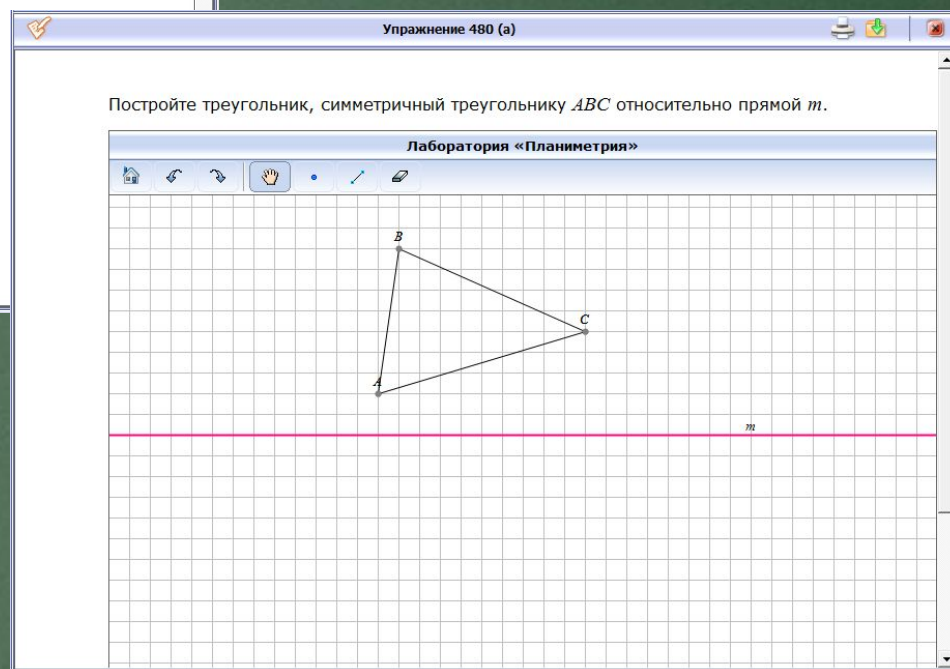 Упражнение 480 (а)
Постройте треугольник, симметричный треугольнику ABC относительно прямой m.
Лаборатория «Планиметрия»
B
C
A
m